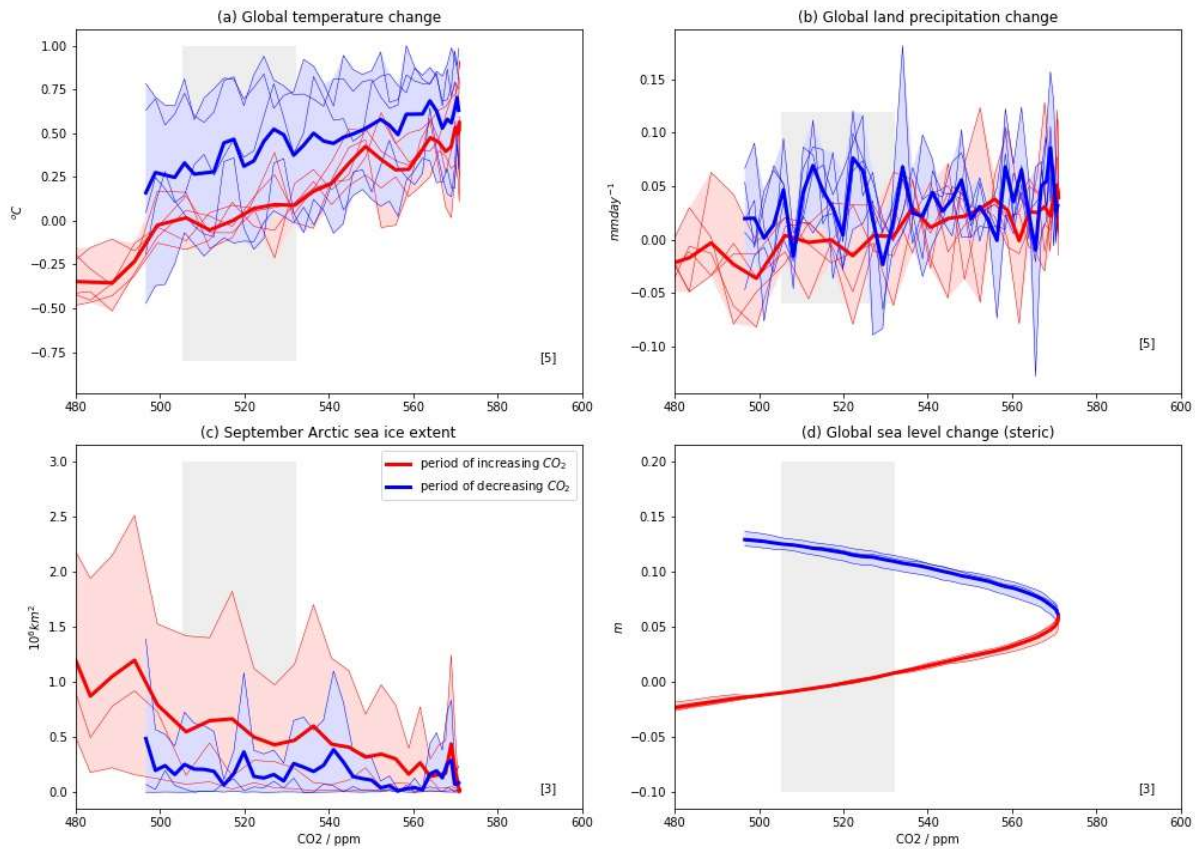 (a) Global temperature change
1.00
0.75
0.50
0.25
0.00
−0.25
−0.50
−0.75
°C
[5]
480 500 520 540 560 580 600
(b) Global land precipitation change
0.15
0.10
0.05
0.00
−0.05
−0.10
mmday⁻¹
[5]
480 500 520 540 560 580 600
(c) September Arctic sea ice extent
3.0
2.5
2.0
1.5
1.0
0.5
0.0
10⁶km²
period of increasing CO₂
period of decreasing CO₂
[3]
480 500 520 540 560 580 600
CO2 / ppm
(d) Global sea level change (steric)
0.20
0.15
0.10
0.05
0.00
−0.05
−0.10
m
[3]
480 500 520 540 560 580 600
CO2 / ppm